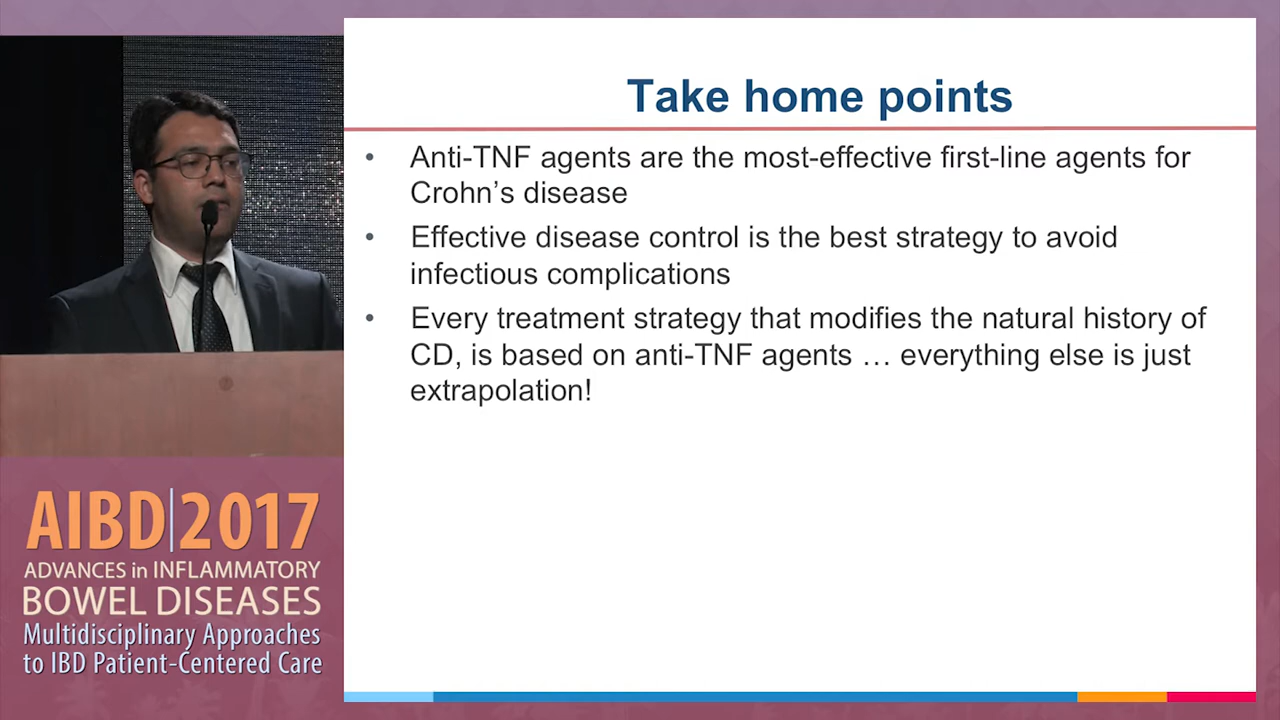 Take home points
• Anti-TNF agents are the most-effective first-line agents for
Crohn’s disease
• Effective disease control is the best strategy to avoid
infectious complications
• Every treatment strategy that modifies the natural history of
CD, is based on anti-TNF agents … everything else is just
extrapolation!
AIBD|2017
ADVANCES in INFLAMMATORY
BOWEL DISEASES
Multidisciplinary Approaches
to IBD Patient-Centered Care